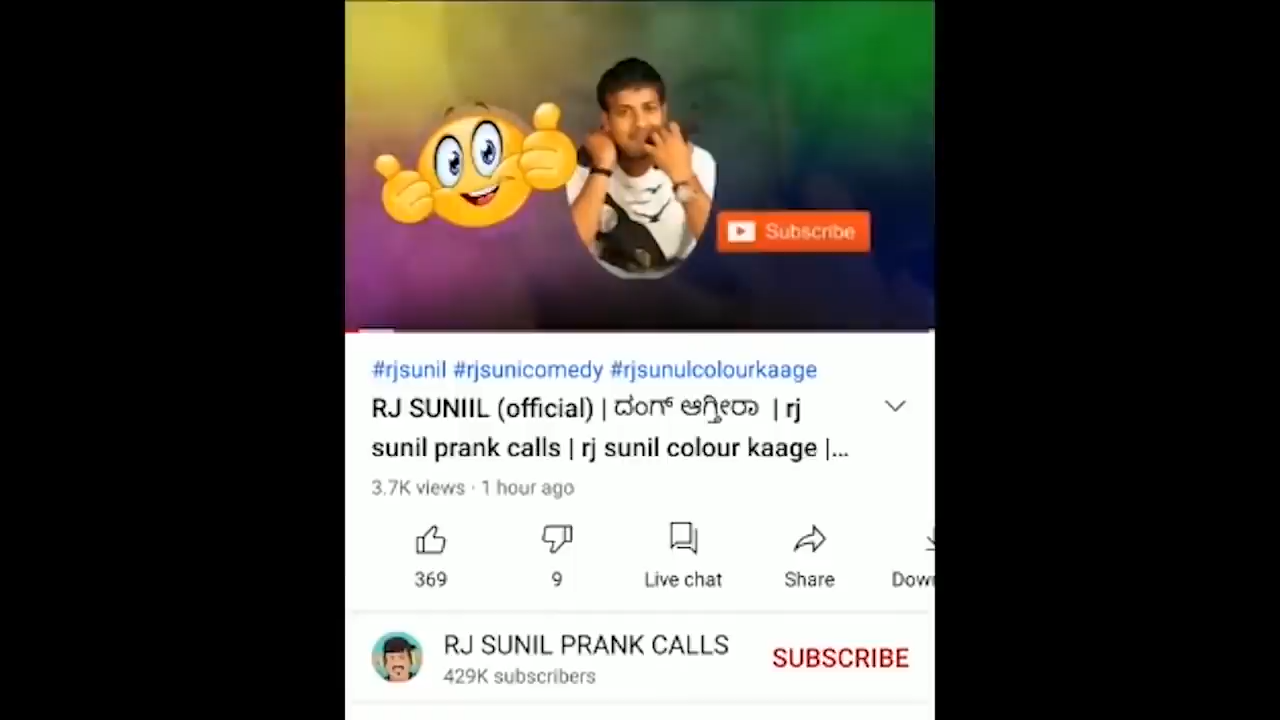 Subscribe
#rjsunil #rjsunicomedy #rjsunulcolourkaage
RJ SUNIIL (official) | ದಂಗ್ ಆಗ್ತೀರಾ | rj
sunil prank calls | rj sunil colour kaage |...
3.7K views · 1 hour ago
369 9 Live chat Share Down
RJ SUNIL PRANK CALLS
429K subscribers
SUBSCRIBE